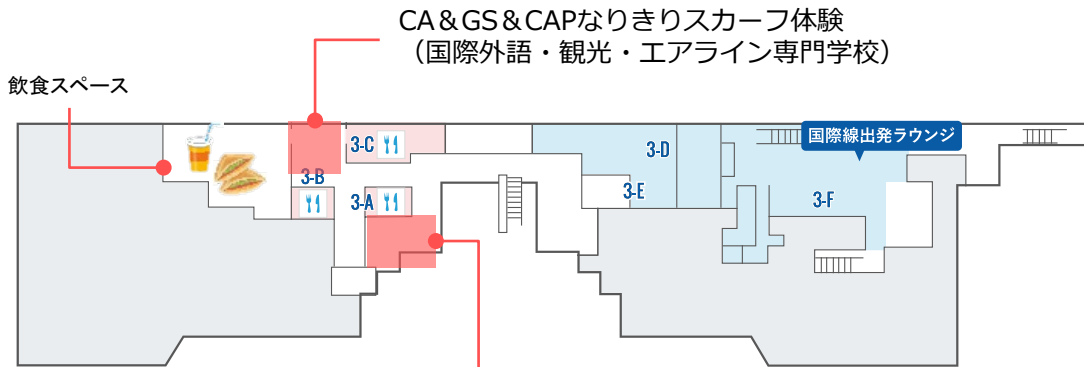 CA&GS&CAPなりきりスカーフ体験
（国際外語・観光・エアライン専門学校）
飲食スペース
3-C
3-D
国際線出発ラウンジ
3-B
3-E
3-A
3-F